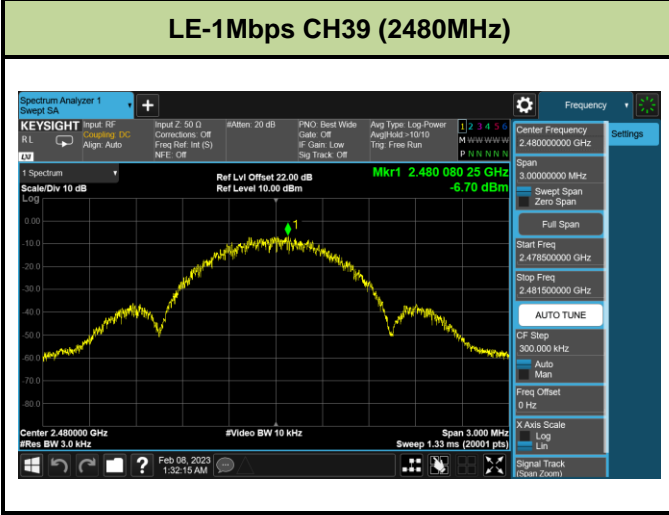 LE-1Mbps CH39 (2480MHz)
Spectrum Analyzer 1
Swept SA
+
Frequency
KEYSIGHT
R L
LXI
Input: RF
Coupling: DC
Align: Auto
Input Z: 50 Ω
Corrections: Off
Freq Ref: Int (S)
NFE: Off
#Atten: 20 dB
PNO: Best Wide
Gate: Off
IF Gain: Low
Sig Track: Off
Avg Type: Log-Power
Avg|Hold:>10/10
Trig: Free Run
1 2 3 4 5 6
M W W W W W
P N N N N N
1 Spectrum
Scale/Div 10 dB
Log
Ref Lvl Offset 22.00 dB
Ref Level 10.00 dBm
Mkr1 2.480 080 25 GHz
-6.70 dBm
1
0.00
-10.0
-20.0
-30.0
-40.0
-50.0
-60.0
-70.0
-80.0
Center 2.480000 GHz
#Res BW 3.0 kHz
#Video BW 10 kHz
Span 3.000 MHz
Sweep 1.33 ms (20001 pts)
Feb 08, 2023
1:32:15 AM
?
Center Frequency
2.480000000 GHz
Settings
Span
3.00000000 MHz
Swept Span
Zero Span
Full Span
Start Freq
2.478500000 GHz
Stop Freq
2.481500000 GHz
AUTO TUNE
CF Step
300.000 kHz
Auto
Man
Freq Offset
0 Hz
X Axis Scale
Log
Lin
Signal Track
(Span Zoom)